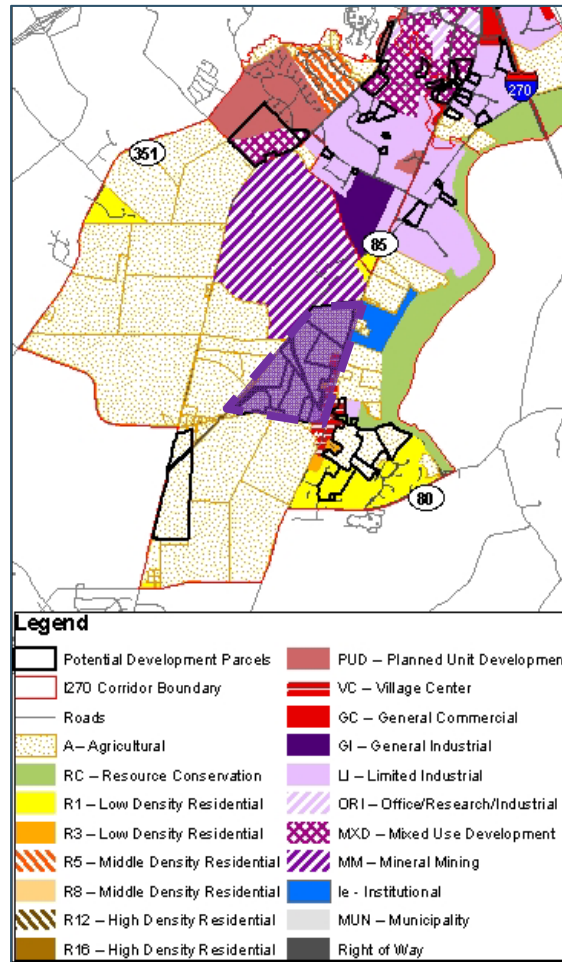 270
351
85
80
Legend
Potential Development Parcels
I270 Corridor Boundary
Roads
A – Agricultural
RC – Resource Conservation
R1 – Low Density Residential
R3 – Low Density Residential
R5 – Middle Density Residential
R8 – Middle Density Residential
R12 – High Density Residential
R16 – High Density Residential
PUD – Planned Unit Developmen
VC – Village Center
GC – General Commercial
GI – General Industrial
LI – Limited Industrial
ORI – Office/Research/Industrial
MXD – Mixed Use Development
MM – Mineral Mining
Ie - Institutional
MUN – Municipality
Right of Way